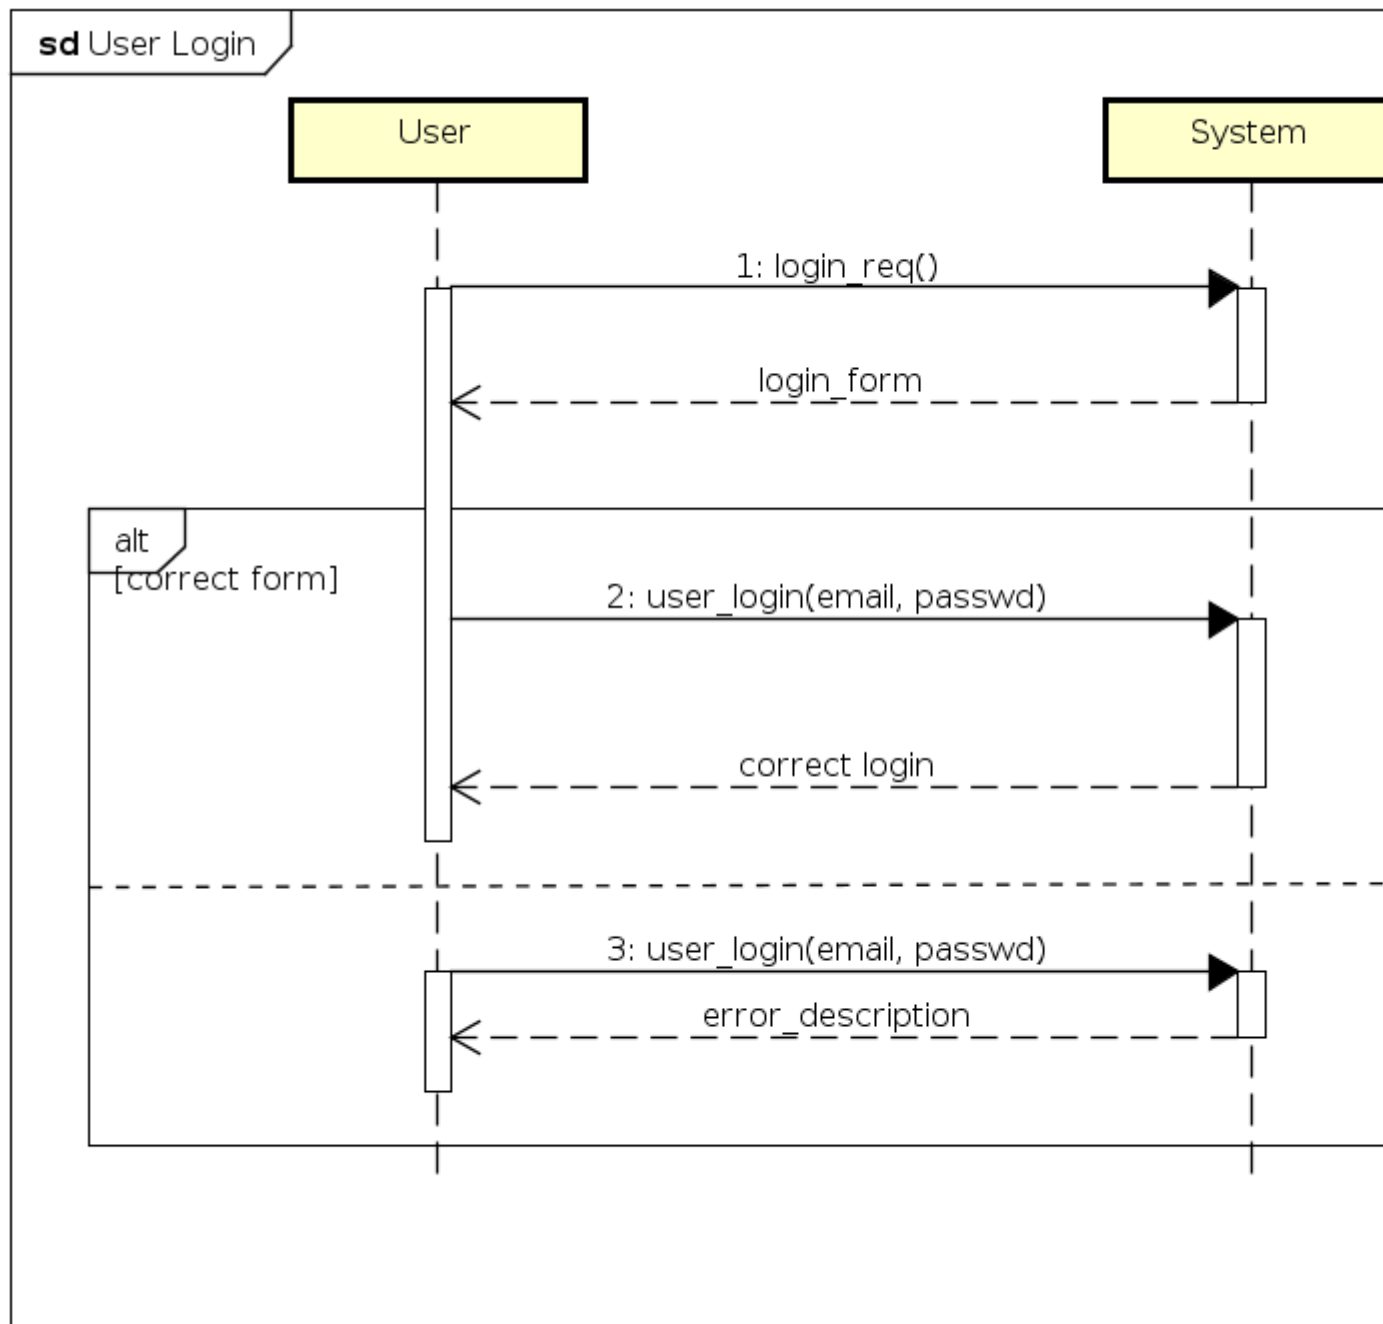 sd User Login
User
System
1: login_req()
login_form
alt
[correct form]
2: user_login(email, passwd)
correct login
3: user_login(email, passwd)
error_description